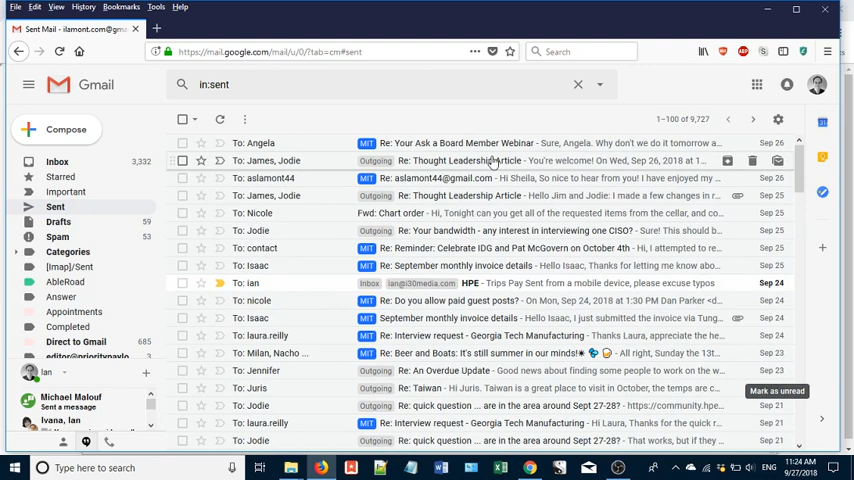 File Edit View History Bookmarks Tools Help
Sent Mail - ilamont.com@gma
https://mail.google.com/mail/u/0/?tab=cm#sent
Search
Gmail
in:sent
Compose
1–100 of 9,727
Inbox 3,332
Starred
Important
Sent
Drafts 59
Spam 53
Categories
[Imap]/Sent
AbleRoad
Answer
Appointments
Completed
Direct to Gmail 685
editor@prioritypaylo
Ian
Michael Malouf
Sent a message
Ivana, Ian
To: Angela MIT Re: Your Ask a Board Member Webinar - Sure, Angela. Why don't we do it tomorrow a... Sep 26
To: James, Jodie Outgoing Re: Thought Leadership Article - You're welcome! On Wed, Sep 26, 2018 at 1...
To: aslamont44 MIT Re: aslamont44@gmail.com - Hi Sheila, So nice to hear from you! I have enjoyed my ... Sep 26
To: James, Jodie Outgoing Re: Thought Leadership Article - Hello Jim and Jodie: I made a few changes in r... Sep 25
To: Nicole Fwd: Chart order - Hi, Tonight can you get all of the requested items from the cellar, and co... Sep 25
To: Jodie Outgoing Re: Your bandwidth - any interest in interviewing one CISO? - Sure! This should b... Sep 25
To: contact MIT Re: Reminder: Celebrate IDG and Pat McGovern on October 4th - Hi, I attempted to re... Sep 25
To: Isaac MIT Re: September monthly invoice details - Hello Isaac, Thanks for letting me know abo... Sep 25
To: ian Inbox ian@i30media.com HPE - Trips Pay Sent from a mobile device, please excuse typos Sep 24
To: nicole MIT Re: Do you allow paid guest posts? - On Mon, Sep 24, 2018 at 1:30 PM Dan Parker <d... Sep 24
To: Isaac MIT September monthly invoice details - Hello Isaac, I just submitted the invoice via Tung... Sep 24
To: laura.reilly MIT Re: Interview request - Georgia Tech Manufacturing - Thanks Laura, appreciate the he... Sep 24
To: Milan, Nacho ... MIT Re: Beer and Boats: It's still summer in our minds! - All right, Sunday the 13t... Sep 23
To: Jennifer Outgoing Re: An Overdue Update - Good news about finding some people to work on the w... Sep 23
To: Juris Outgoing Re: Taiwan - Hi Juris. Taiwan is a great place to visit in October, the temps are c...
Mark as unread
To: Jodie Outgoing Re: quick question ... are in the area around Sept 27-28? - https://community.hpe... Sep 21
To: laura.reilly MIT Re: Interview request - Georgia Tech Manufacturing - Hi Laura, Thanks for the quick r... Sep 21
To: Jodie Outgoing Re: quick question ... are in the area around Sept 27-28? - That works, but if they ... Sep 21
Type here to search
ENG
11:24 AM
9/27/2018